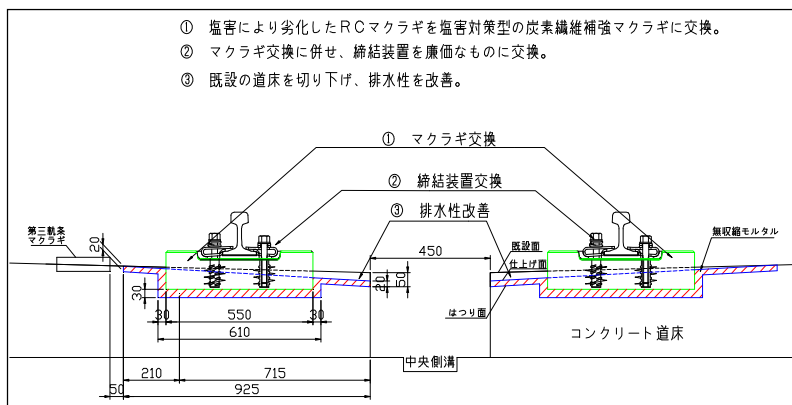 ① 塩害により劣化したRCマクラギを塩害対策型の炭素繊維補強マクラギに交換。
② マクラギ交換に併せ、締結装置を廉価なものに交換。
③ 既設の道床を切り下げ、排水性を改善。
① マクラギ交換
② 締結装置交換
③ 排水性改善
第三軌条
マクラギ
20
450
既設面
仕上げ面
無収縮モルタル
20
50
30
はつり面
30
550
30
610
コンクリート道床
中央側溝
210
715
50
925